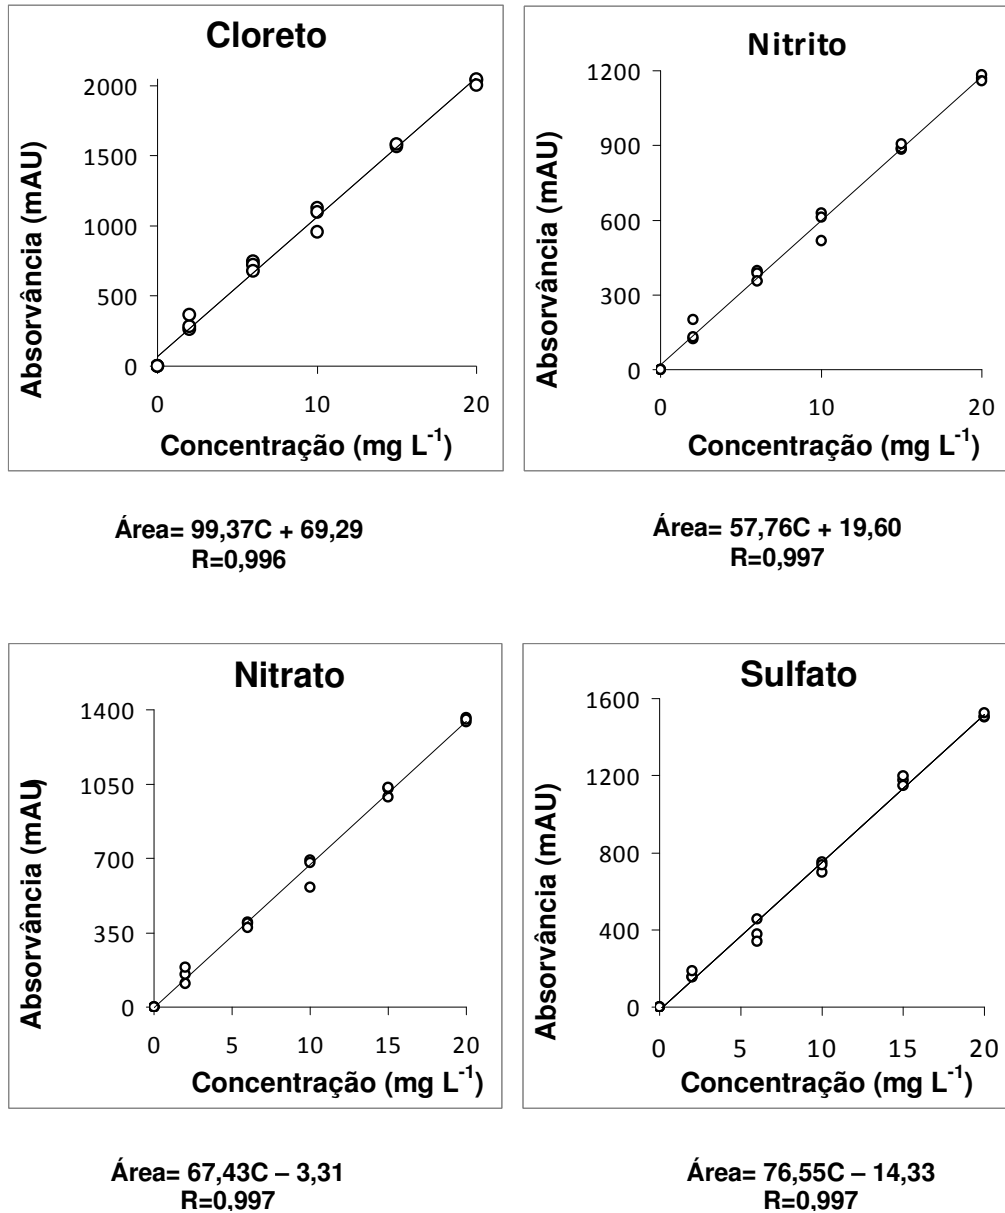 Cloreto
Absorvância (mAU)
2000
1500
1000
500
0
0 10 20
Concentração (mg L⁻¹)
Área= 99,37C + 69,29
R=0,996
Nitrito
Absorvância (mAU)
1200
900
600
300
0
0 10 20
Concentração (mg L⁻¹)
Área= 57,76C + 19,60
R=0,997
Nitrato
Absorvância (mAU)
1400
1050
700
350
0
0 5 10 15 20
Concentração (mg L⁻¹)
Área= 67,43C – 3,31
R=0,997
Sulfato
Absorvância (mAU)
1600
1200
800
400
0
0 5 10 15 20
Concentração (mg L⁻¹)
Área= 76,55C – 14,33
R=0,997